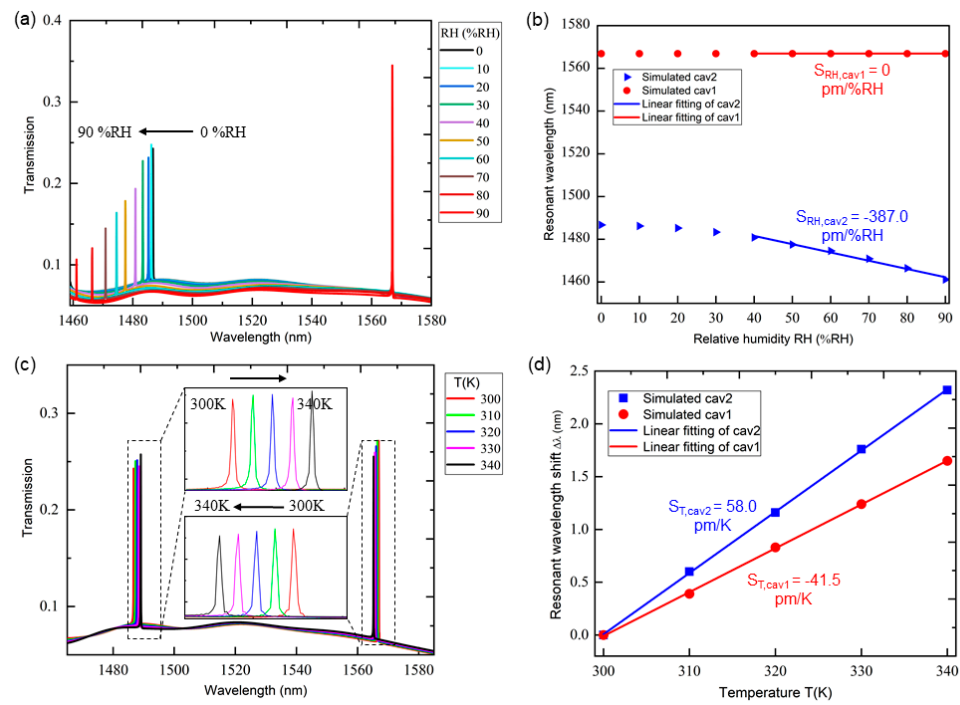 (a)
0.4
0.3
0.2
0.1
Transmission
1460 1480 1500 1520 1540 1560 1580
Wavelength (nm)
90 %RH
0 %RH
RH (%RH)
0
10
20
30
40
50
60
70
80
90
(b)
1580
1560
1540
1520
1500
1480
1460
Resonant wavelength (nm)
0 10 20 30 40 50 60 70 80 90
Relative humidity RH (%RH)
Simulated cav2
Simulated cav1
Linear fitting of cav2
Linear fitting of cav1
S_RH,cav1 = 0
pm/%RH
S_RH,cav2 = -387.0
pm/%RH
(c)
0.3
0.2
0.1
Transmission
1480 1500 1520 1540 1560 1580
Wavelength (nm)
300K
340K
340K
300K
T(K)
300
310
320
330
340
(d)
2.5
2.0
1.5
1.0
0.5
0.0
Resonant wavelength shift Δλ (nm)
300 310 320 330 340
Temperature T(K)
Simulated cav2
Simulated cav1
Linear fitting of cav2
Linear fitting of cav1
S_T,cav2 = 58.0
pm/K
S_T,cav1 = -41.5
pm/K